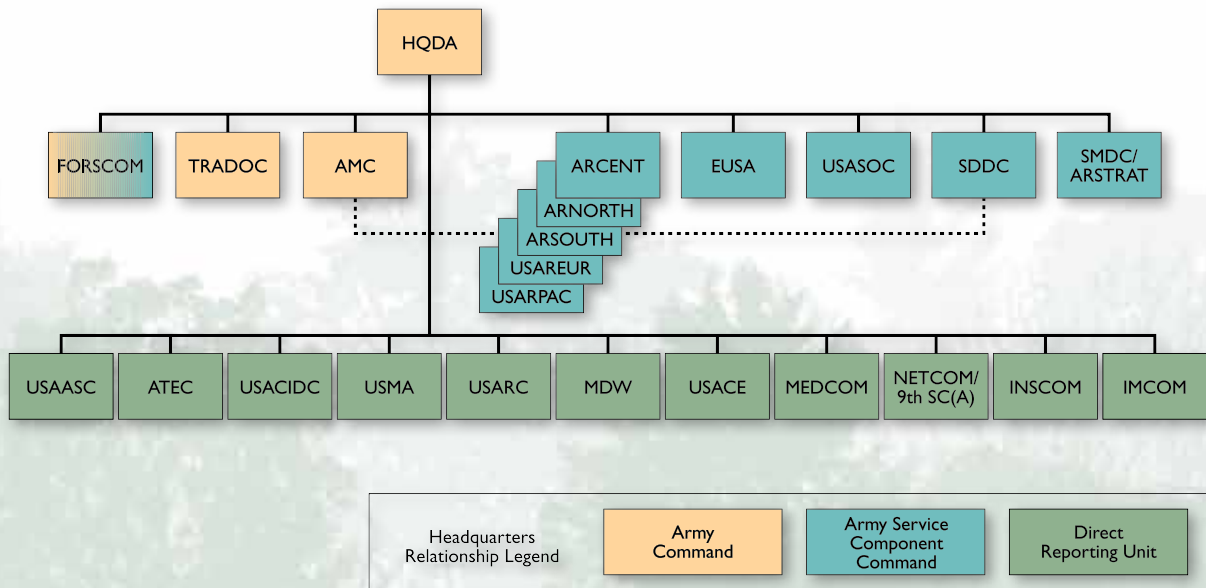 HQDA
FORSCOM
TRADOC
AMC
ARCENT
EUSA
USASOC
SDDC
SMDC/
ARSTRAT
ARNORTH
ARSOUTH
USAREUR
USARPAC
USAASC
ATEC
USACIDC
USMA
USARC
MDW
USACE
MEDCOM
NETCOM/
9th SC(A)
INSCOM
IMCOM
Headquarters
Relationship Legend
Army
Command
Army Service
Component
Command
Direct
Reporting Unit